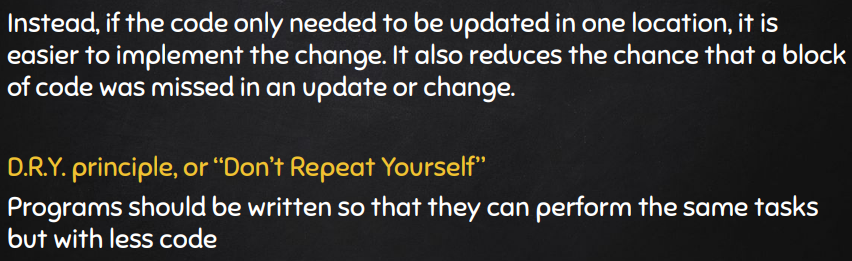 Instead, if the code only needed to be updated in one location, it is
easier to implement the change. It also reduces the chance that a block
of code was missed in an update or change.
D.R.Y. principle, or “Don’t Repeat Yourself”
Programs should be written so that they can perform the same tasks
but with less code